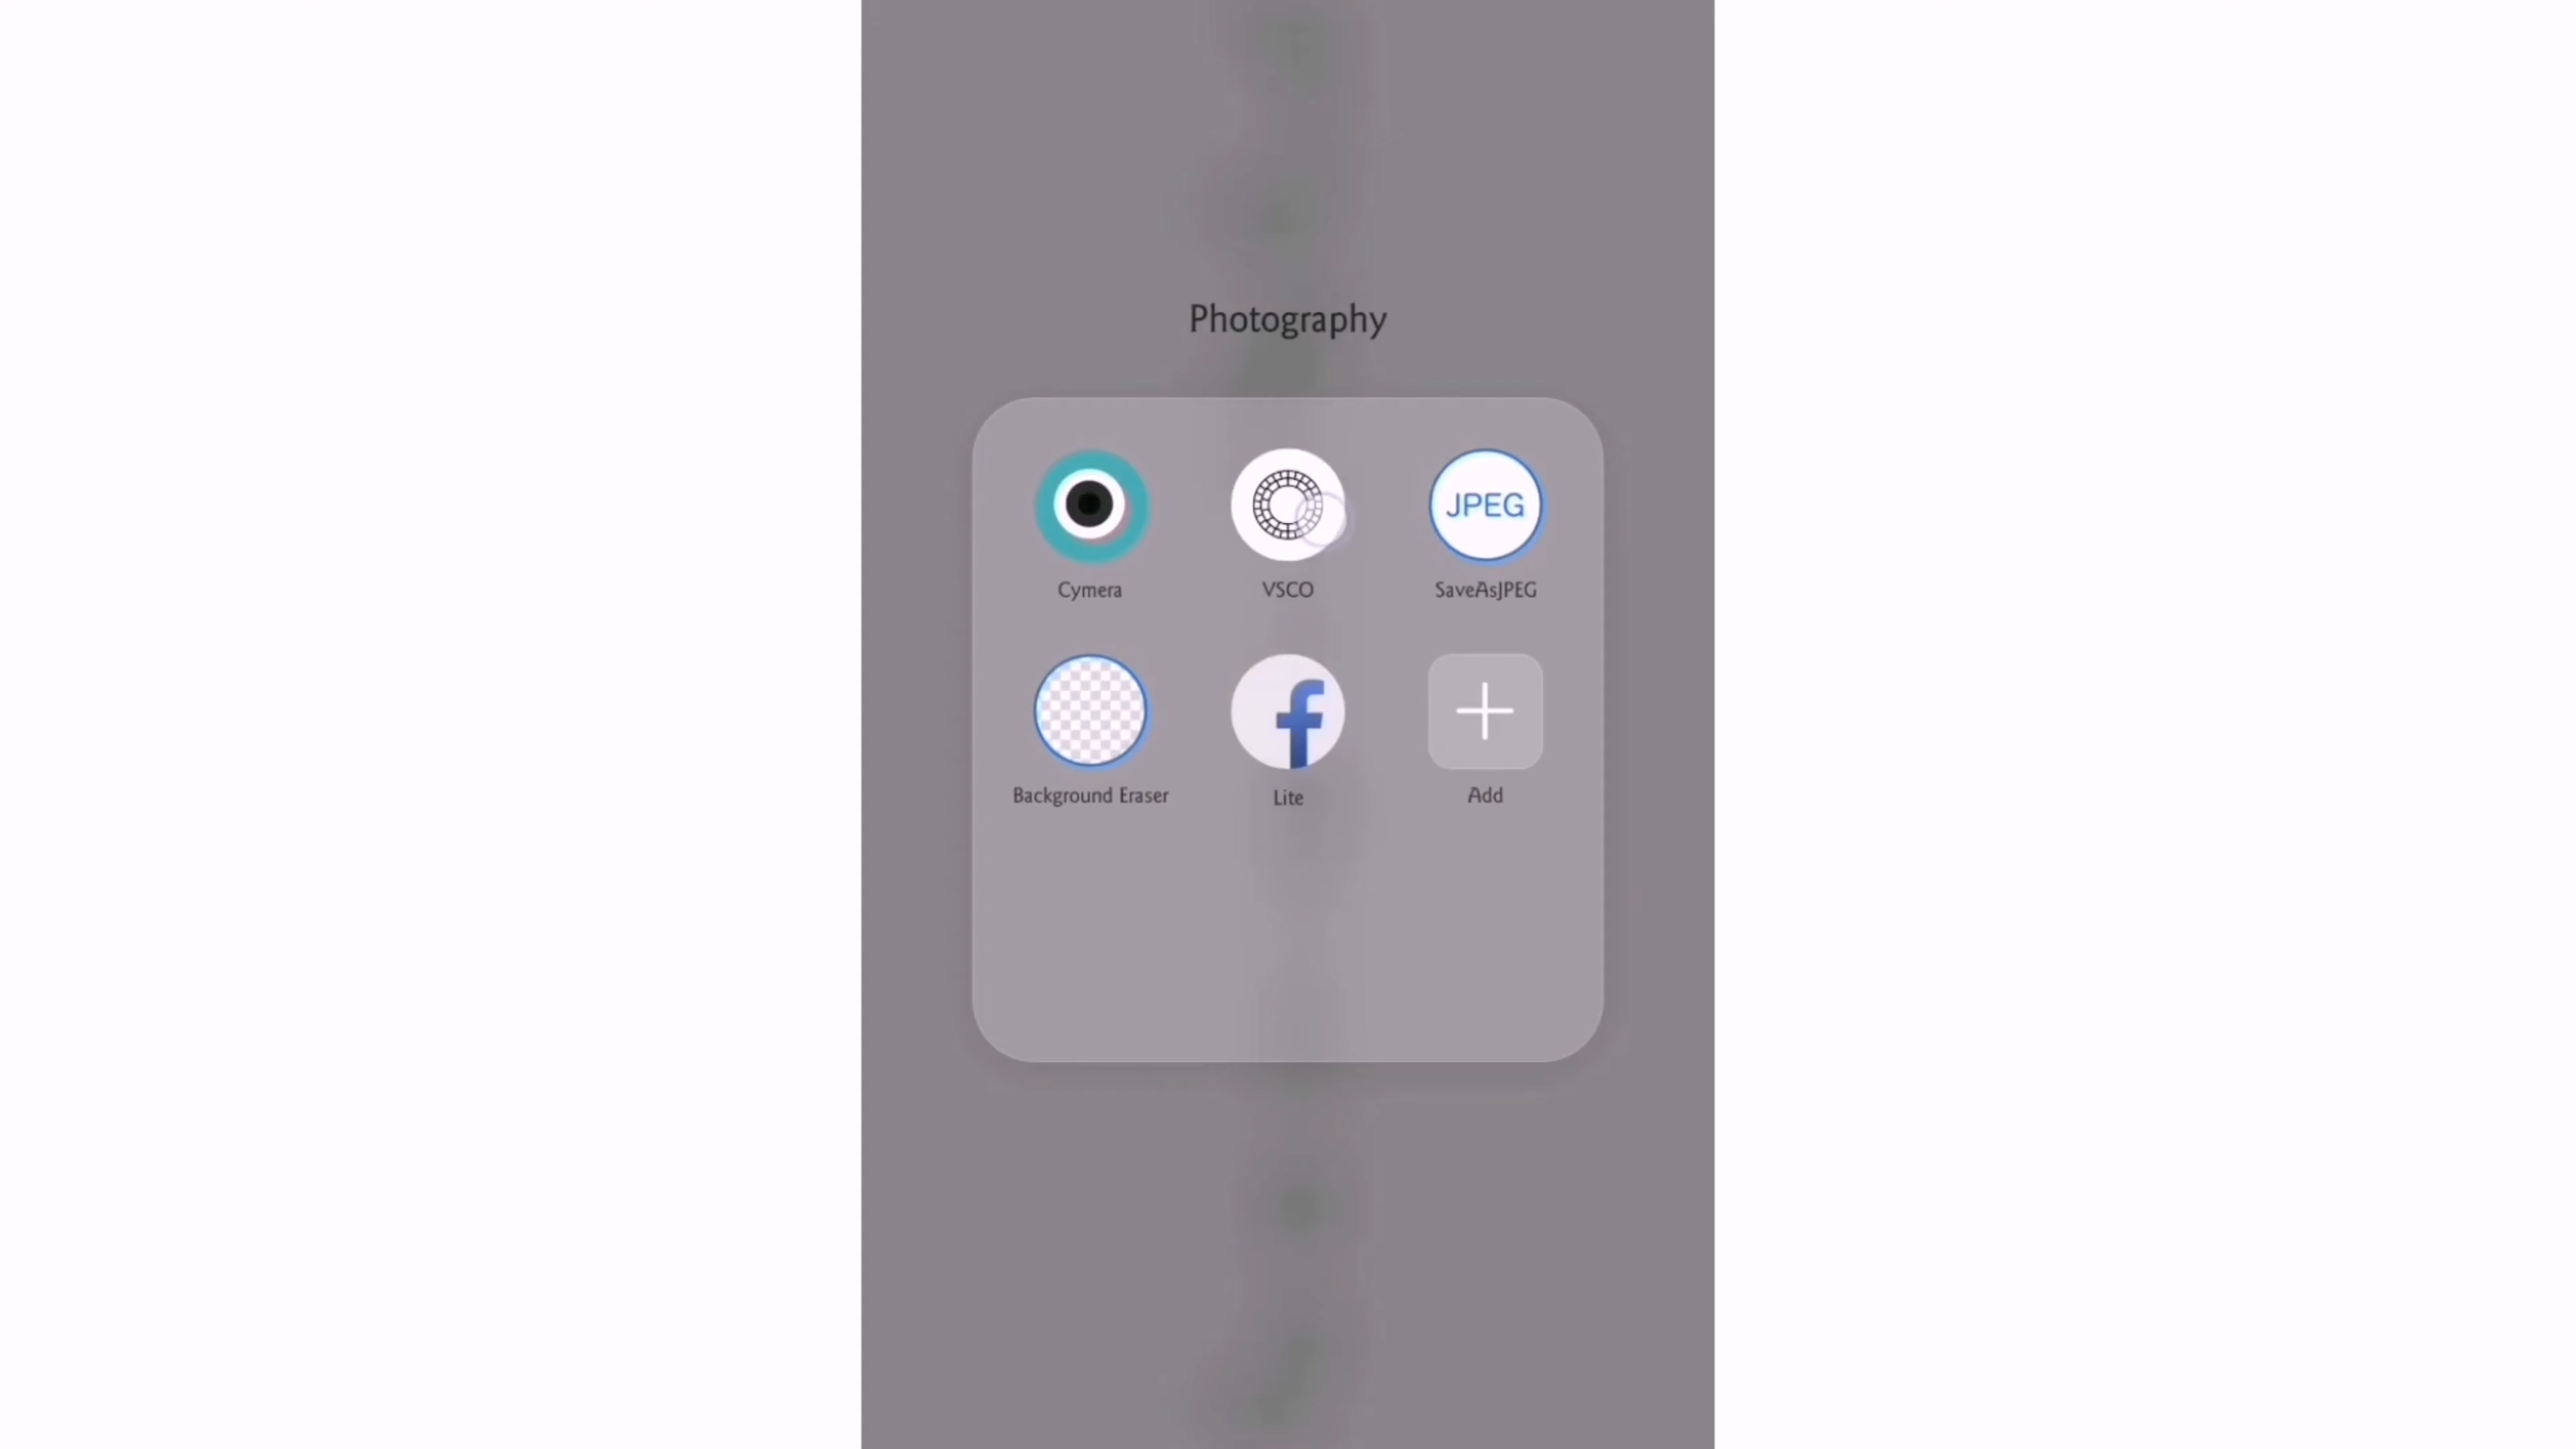 Photography
JPEG
Cymera
VSCO
SaveAsJPEG
f
Background Eraser
Lite
Add